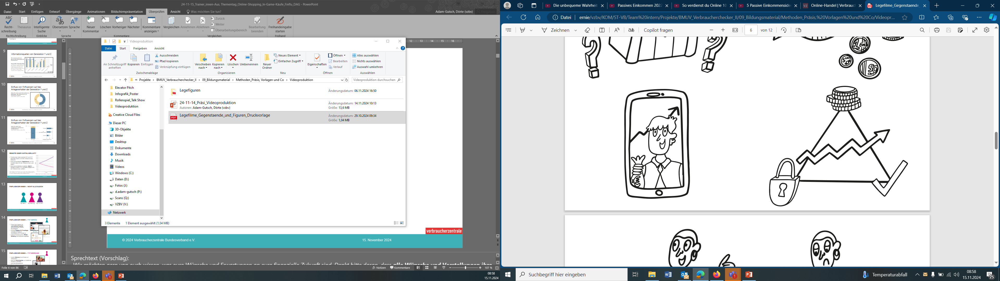 24-11-15_Trainer_innen-Aus. Thementag_Online-Shopping_In-Game-Käufe_Finflu_DAG - PowerPoint
Datei Start Einfügen Entwurf Übergänge Animationen Bildschirmpräsentation Überprüfen Ansicht Was möchten Sie tun? Adam-Gutsch, Dörte (vzbv)
Recht-schreibung Thesaurus Intelligente Suche Übersetzen Sprache Neuer Kommentar Löschen Vorheriger Nächster Kommentare anzeigen Vergleichen Annehmen Ablehnen Zurück Weiter Überarbeitungsbereich Bearbeitung beenden Freihandeingabe starten
Rechtschreibung Einblicke Sprache Kommentare Vergleichen Freihand
9
Informationsquellen von Generation Y und Z
10
Einfluss von Finfluencern auf das
Anlageverhalten der Generation Y und Z
11
Einfluss von Finfluencern auf das
Anlageverhalten der Generation Y und Z
12
RENDITE ODER KAPITALVERLUST?
13
FINFLUENCER:INNEN – NICHT ALLE GLEICH
14
FINFLUENCER:INNEN – TYP SERIÖS
15
FINFLUENCER:INNEN – TYP WERBUNG
Videoproduktion
Datei Start Freigeben Ansicht
An Schnellzugriff anheften Kopieren Einfügen Ausschneiden Pfad kopieren Verknüpfung einfügen
Verschieben nach Kopieren nach Löschen Umbenennen Neuer Ordner Neues Element Einfacher Zugriff
Eigenschaften Öffnen Bearbeiten Verlauf Alles auswählen Nichts auswählen Auswahl umkehren
Zwischenablage Organisieren Neu Öffnen Auswählen
« Projekte > BMUV_Verbraucherchecker_II > 09_Bildungsmaterial > Methoden_Präsis, Vorlagen und Co > Videoproduktion
Videoproduktion durchsuchen
Elevator Pitch
Infografik_Poster
Rollenspiel_Talk Show
Videoproduktion
Creative Cloud Files
Dieser PC
3D-Objekte
Bilder
Desktop
Dokumente
Downloads
Musik
Videos
Windows (C:)
Daten (D:)
Fotos (J:)
d.adam-gutsch (P:)
Scans (Q:)
VZBV (V:)
Netzwerk
Legefiguren Änderungsdatum: 06.11.2024 16:50
24-11-14_Präsi_Videoproduktion Änderungsdatum: 14.11.2024 10:13
Autoren: Adam-Gutsch, Dörte (vzbv) Größe: 13,6 MB
Legefilme_Gegenstaende_und_Figuren_Druckvorlage Änderungsdatum: 29.10.2024 09:34
Größe: 1,04 MB
3 Elemente 1 Element ausgewählt (1,04 MB)
12 13 14 15 16
verbraucherzentrale
© 2024 Verbraucherzentrale Bundesverband e.V. 15. November 2024
Sprechtext (Vorschlag):
Wir möchten gern von euch wissen, was eure Wünsche und Erwartungen an eure finanzielle Zukunft sind. Denkt bitte daran, dass alle Wünsche und Vorstellungen ihre
Folie 6 von 86 Notizen Kommentare 107 %
08:58
15.11.2024
Die unbequeme Wahrheit
Passives Einkommen 2022
So verdienst du Online 10
5 Passive Einkommenside
Online-Handel | Verbrauc
Legefilme_Gegenstaende_
Datei ernie/vzbv/KOM/ST-VB/Team%20intern/Projekte/BMUV_Verbraucherchecker_II/09_Bildungsmaterial/Methoden_Präsis,%20Vorlagen%20und%20Co/Videopr...
Zeichnen Copilot fragen 6 von 12
1 Euro
5 cent
50 cent
€
Suchbegriff hier eingeben
Temperaturabfall
08:58
15.11.2024
25